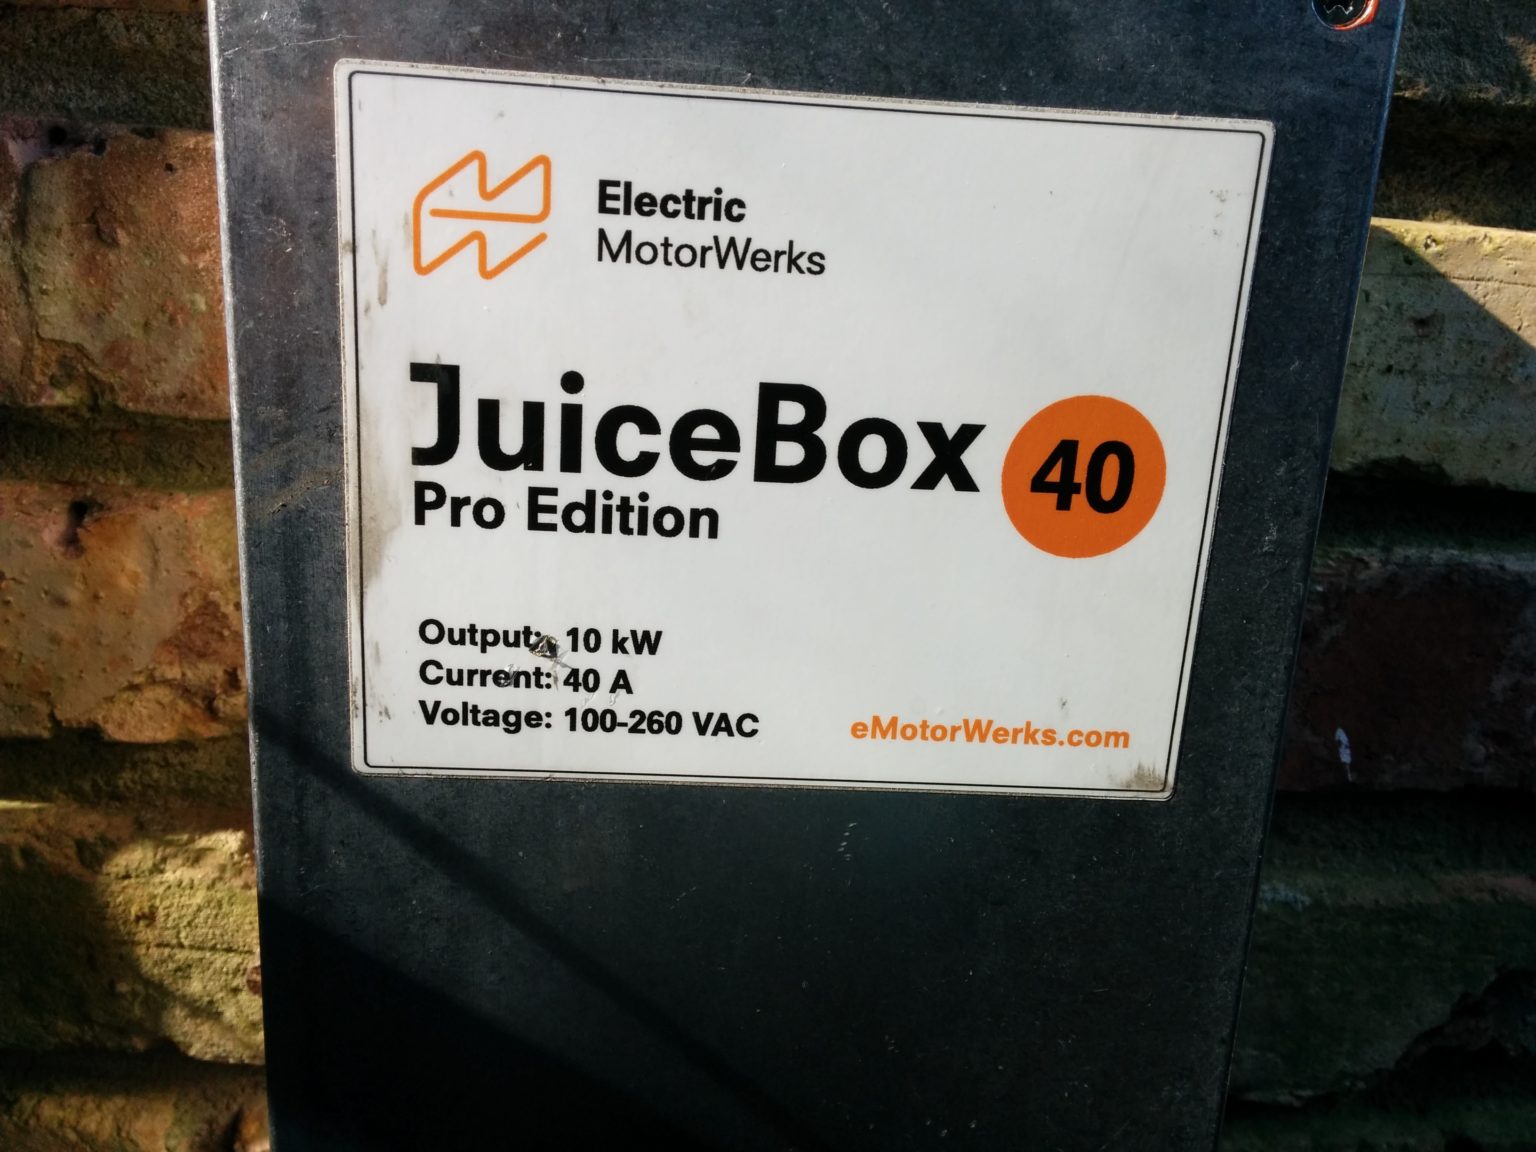 Electric
MotorWerks
JuiceBox 40
Pro Edition
Output: 10 kW
Current: 40 A
Voltage: 100-260 VAC
eMotorWerks.com